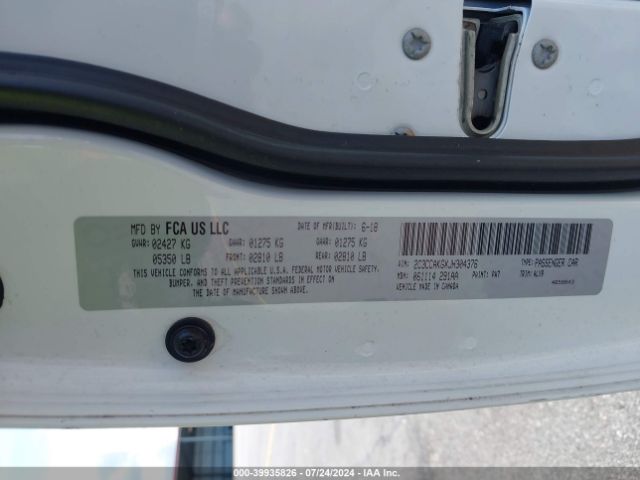 MFD BY FCA US LLC
DATE OF MFR(BUILT): 6-18
GVWR: 02427 KG GAWR: 01275 KG GAWR: 01275 KG
05350 LB FRONT: 02810 LB REAR: 02810 LB
THIS VEHICLE CONFORMS TO ALL APPLICABLE U.S.A. FEDERAL MOTOR VEHICLE SAFETY,
BUMPER, AND THEFT PREVENTION STANDARDS IN EFFECT ON
THE DATE OF MANUFACTURE SHOWN ABOVE.
VIN: TYPE: PASSENGER CAR
MDH: 061114 291AA PAINT: PW7 TRIM:
VEHICLE MADE IN CANADA
000-39935826 - 07/24/2024 - IAA Inc.